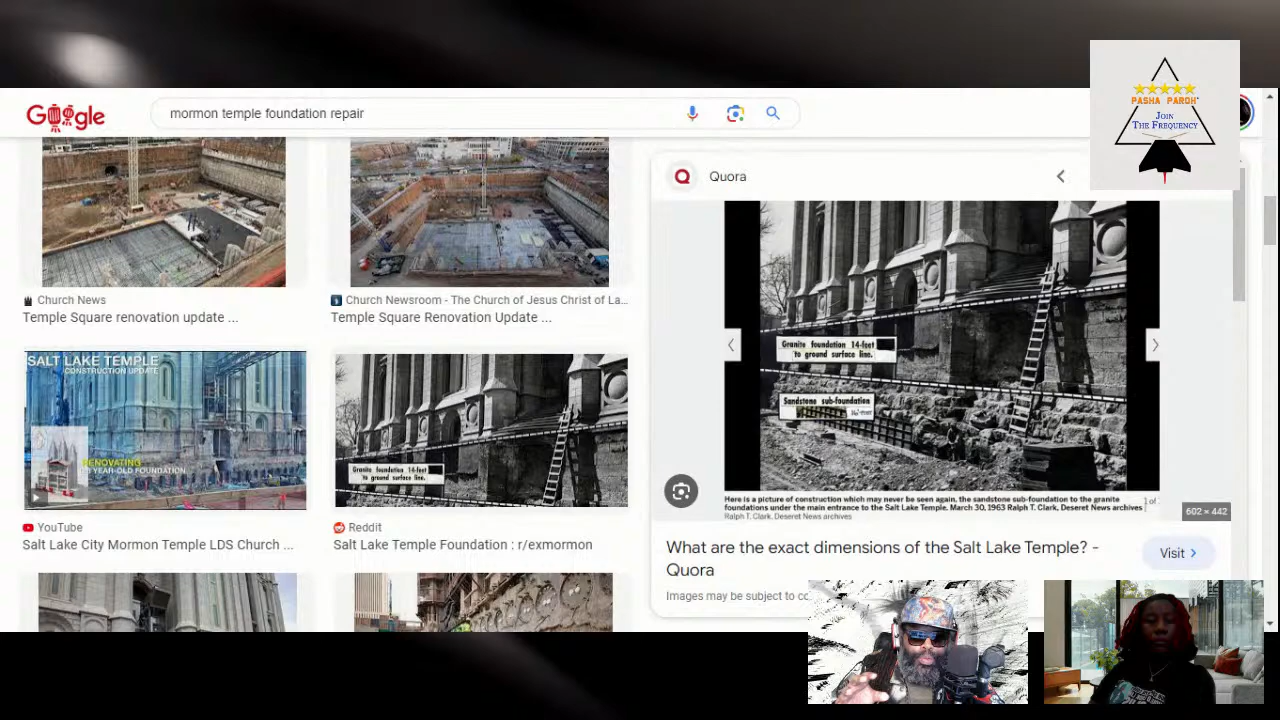 Google
mormon temple foundation repair
PASHA PAROH'
JOIN
THE FREQUENCY
Church News
Temple Square renovation update ...
Church Newsroom - The Church of Jesus Christ of La...
Temple Square Renovation Update ...
SALT LAKE TEMPLE
CONSTRUCTION UPDATE
RENOVATING
YEAR-OLD FOUNDATION
YouTube
Salt Lake City Mormon Temple LDS Church ...
Granite foundation 14-feet
to ground surface line.
Reddit
Salt Lake Temple Foundation : r/exmormon
Quora
Granite foundation 14-feet
to ground surface line.
Sandstone sub-foundation
Here is a picture of construction which may never be seen again, the sandstone sub-foundation to the granite
foundations under the main entrance to the Salt Lake Temple. March 30, 1963 Ralph T. Clark, Deseret News archives
Ralph T. Clark, Deseret News archives
1 of
602 × 442
What are the exact dimensions of the Salt Lake Temple? -
Quora
Visit
Images may be subject to co